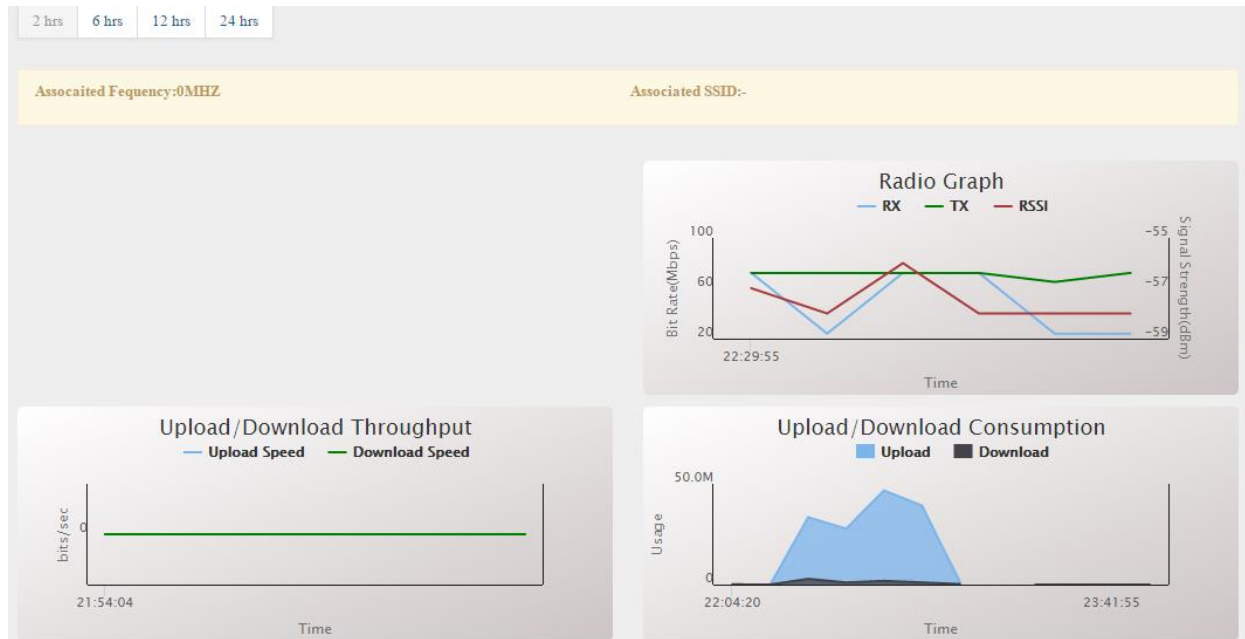 2 hrs 6 hrs 12 hrs 24 hrs
Assocaited Fequency:0MHZ Associated SSID:-
Radio Graph
RX TX RSSI
Bit Rate(Mbps)
100
60
20
-55
-57
-59
Signal Strength(dBm)
22:29:55
Time
Upload/Download Throughput
Upload Speed Download Speed
bits/sec
0
21:54:04
Time
Upload/Download Consumption
Upload Download
Usage
50.0M
0
22:04:20 23:41:55
Time